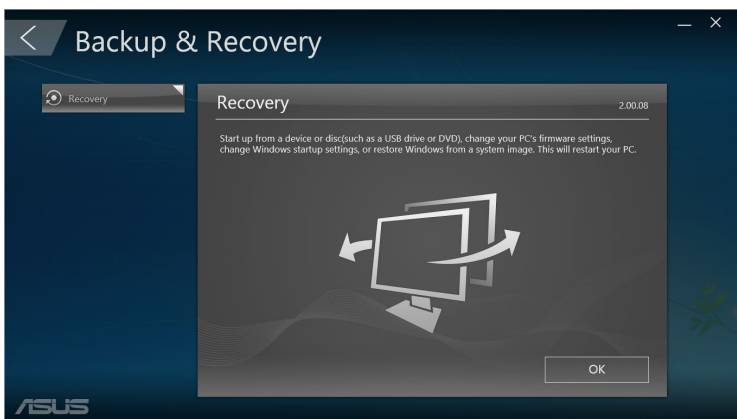 Backup & Recovery
Recovery
Recovery
2.00.08
Start up from a device or disc(such as a USB drive or DVD), change your PC's firmware settings,
change Windows startup settings, or restore Windows from a system image. This will restart your PC.
OK
ASUS